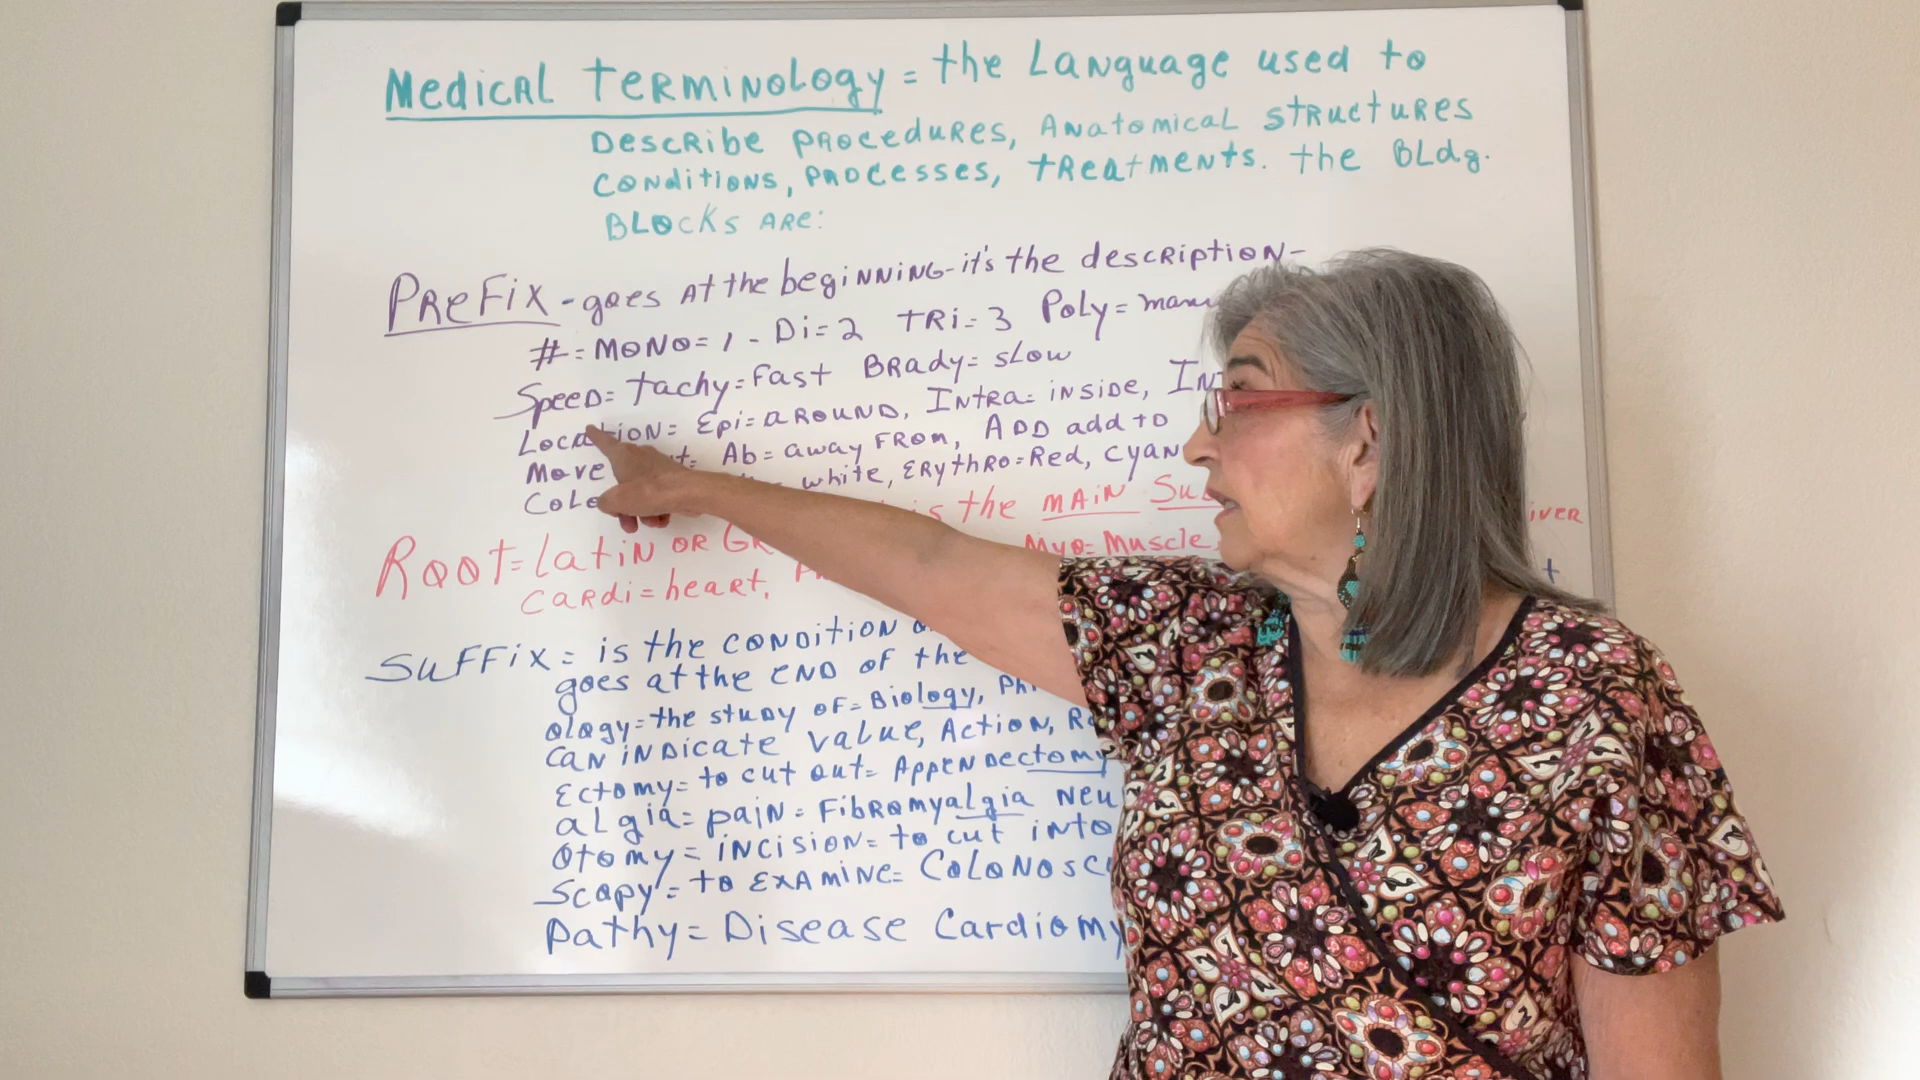 Medical Terminology = the Language used to
Describe Procedures, Anatomical structures
conditions, processes, treatments. the BLdg.
Blocks are:
Prefix - goes at the beginning - it's the description -
# = Mono = 1 - Di = 2 Tri = 3 Poly =
Speed = Tachy = Fast Brady = slow
Location = Epi = around, Intra = inside,
Ab = away from, ADD add to
white, Erythro = Red, cyan
Root = Latin or is the main
cardi = heart. Myo = Muscle,
Suffix = is the condition
goes at the end of the
ology = the study of = Biology,
can indicate value, Action,
Ectomy = to cut out = Appendectomy
algia = pain = Fibromyalgia
Otomy = incision = to cut into
Scopy = to examine =
Pathy = Disease